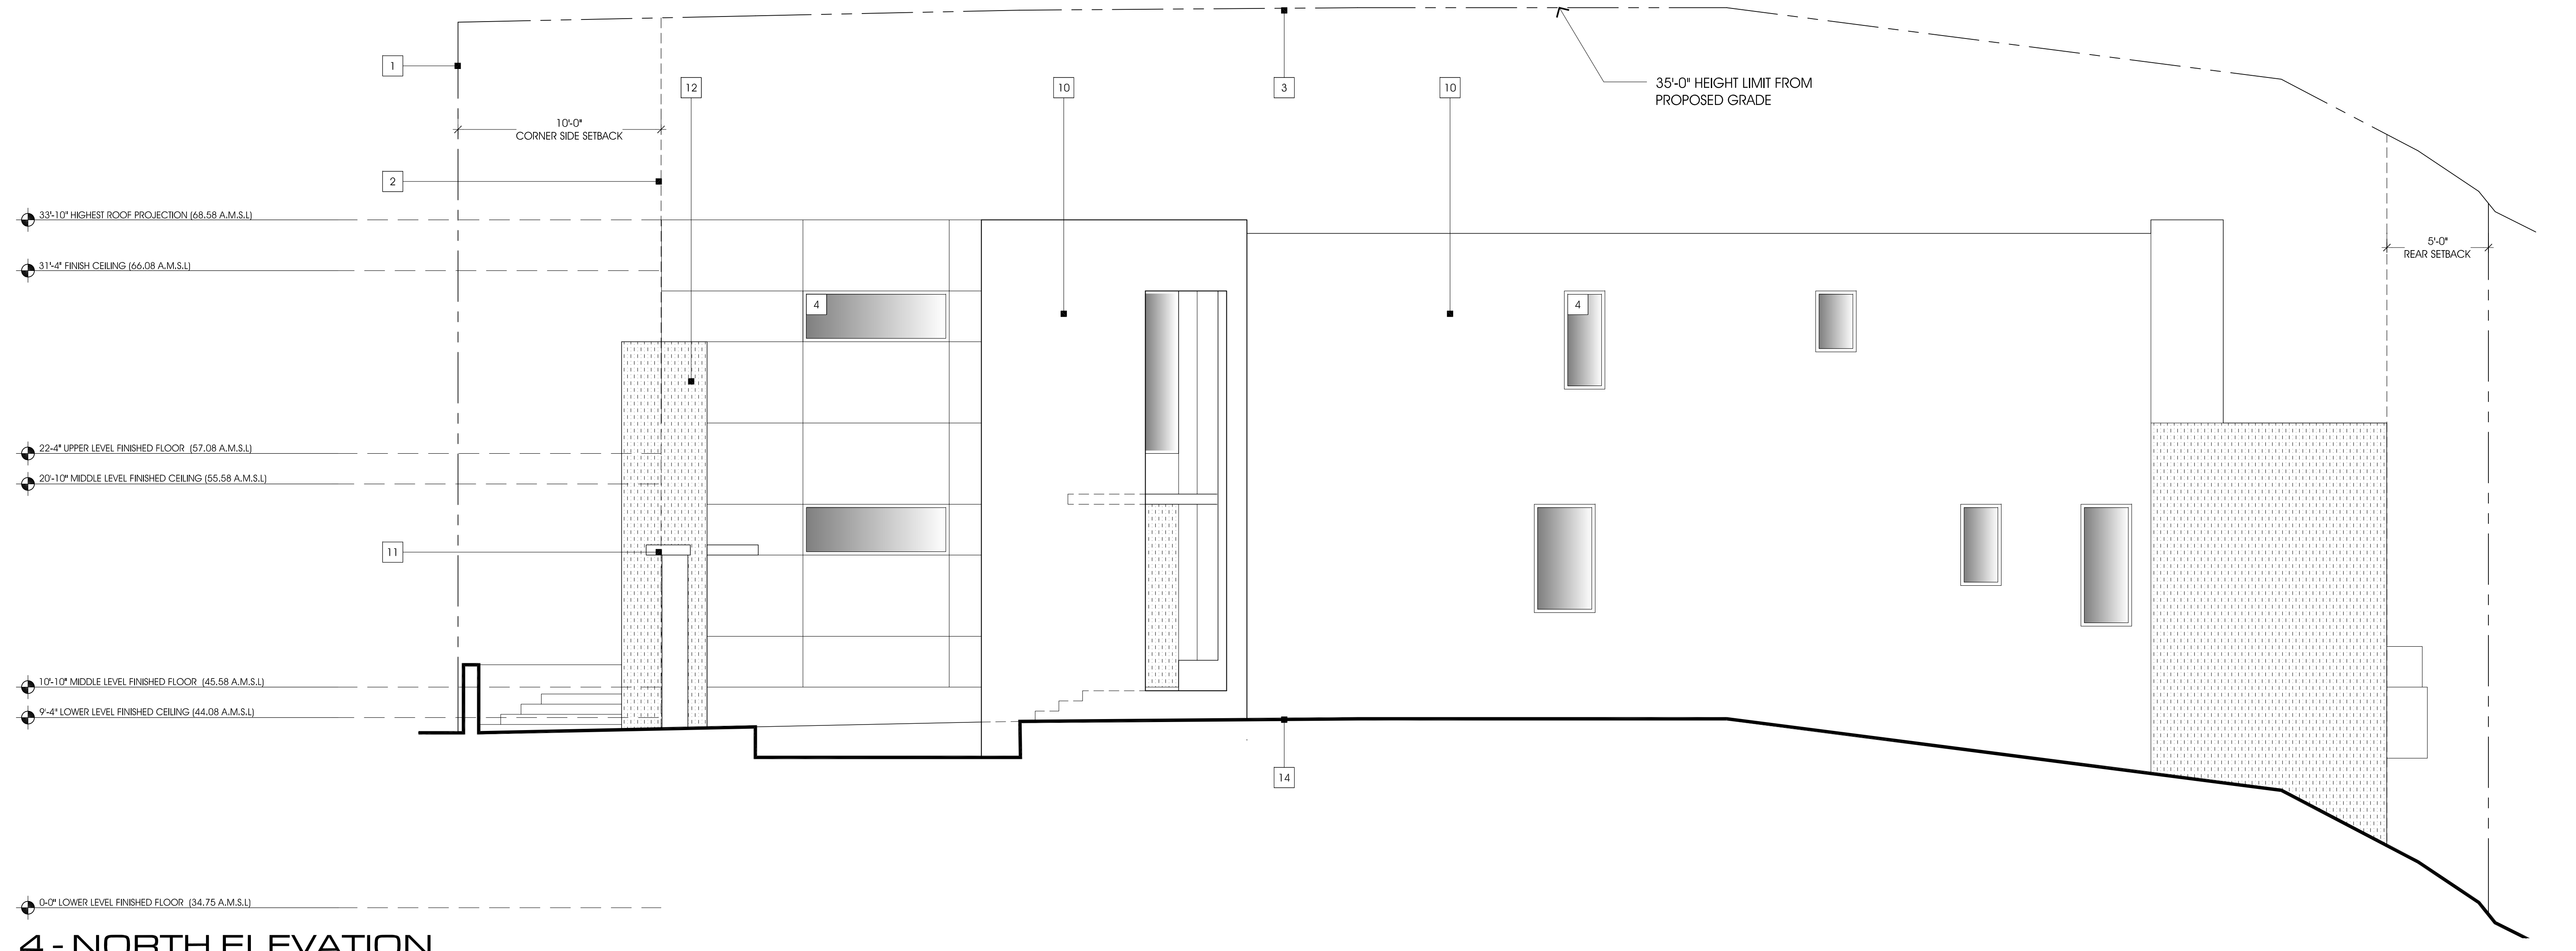 1
12
10
3
10
35'-0" HEIGHT LIMIT FROM
PROPOSED GRADE
10'-0"
CORNER SIDE SETBACK
2
33'-10" HIGHEST ROOF PROJECTION (68.58 A.M.S.L)
5'-0"
REAR SETBACK
31'-4" FINISH CEILING (66.08 A.M.S.L)
4
4
22'-4" UPPER LEVEL FINISHED FLOOR (57.08 A.M.S.L)
20'-10" MIDDLE LEVEL FINISHED CEILING (55.58 A.M.S.L)
11
10'-10" MIDDLE LEVEL FINISHED FLOOR (45.58 A.M.S.L)
9'-4" LOWER LEVEL FINISHED CEILING (44.08 A.M.S.L)
14
0-0" LOWER LEVEL FINISHED FLOOR (34.75 A.M.S.L)
4 - NORTH ELEVATION